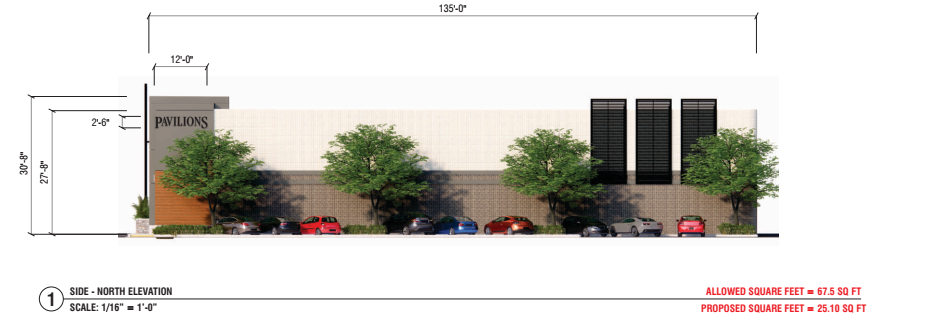 135'-0"
12'-0"
2'-6"
PAVILIONS
30'-8"
27'-8"
1
SIDE - NORTH ELEVATION
SCALE: 1/16" = 1'-0"
ALLOWED SQUARE FEET = 67.5 SQ FT
PROPOSED SQUARE FEET = 25.10 SQ FT